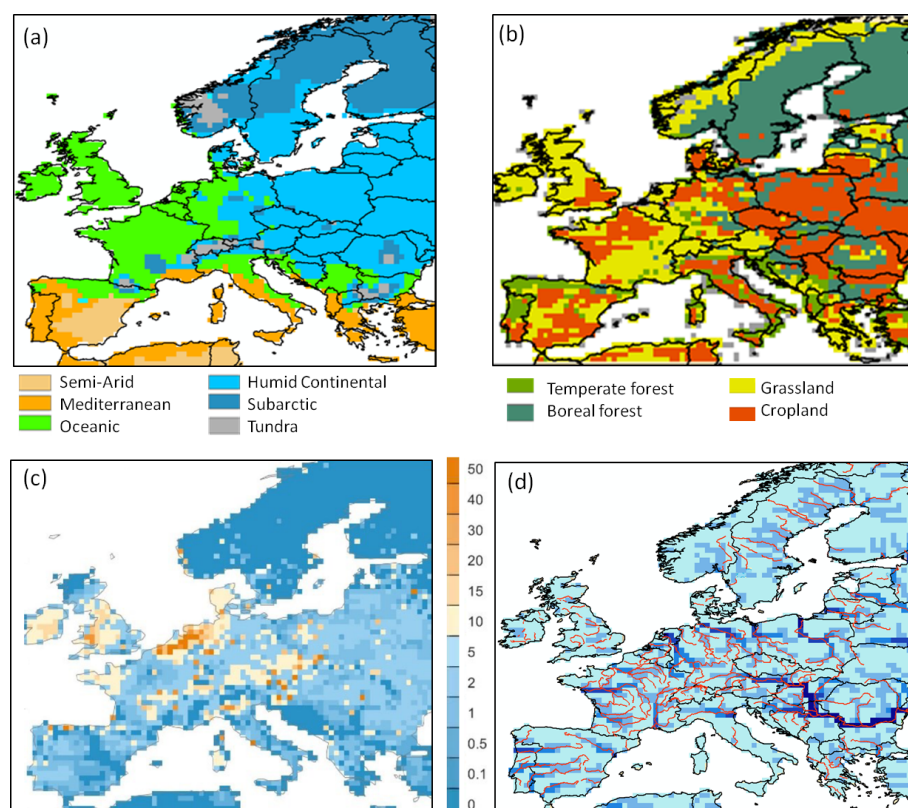 (a)
(b)
Semi-Arid
Humid Continental
Mediterranean
Subarctic
Oceanic
Tundra
Temperate forest
Grassland
Boreal forest
Cropland
(c)
50
40
30
20
15
10
5
2
1
0.5
0.1
0
(d)